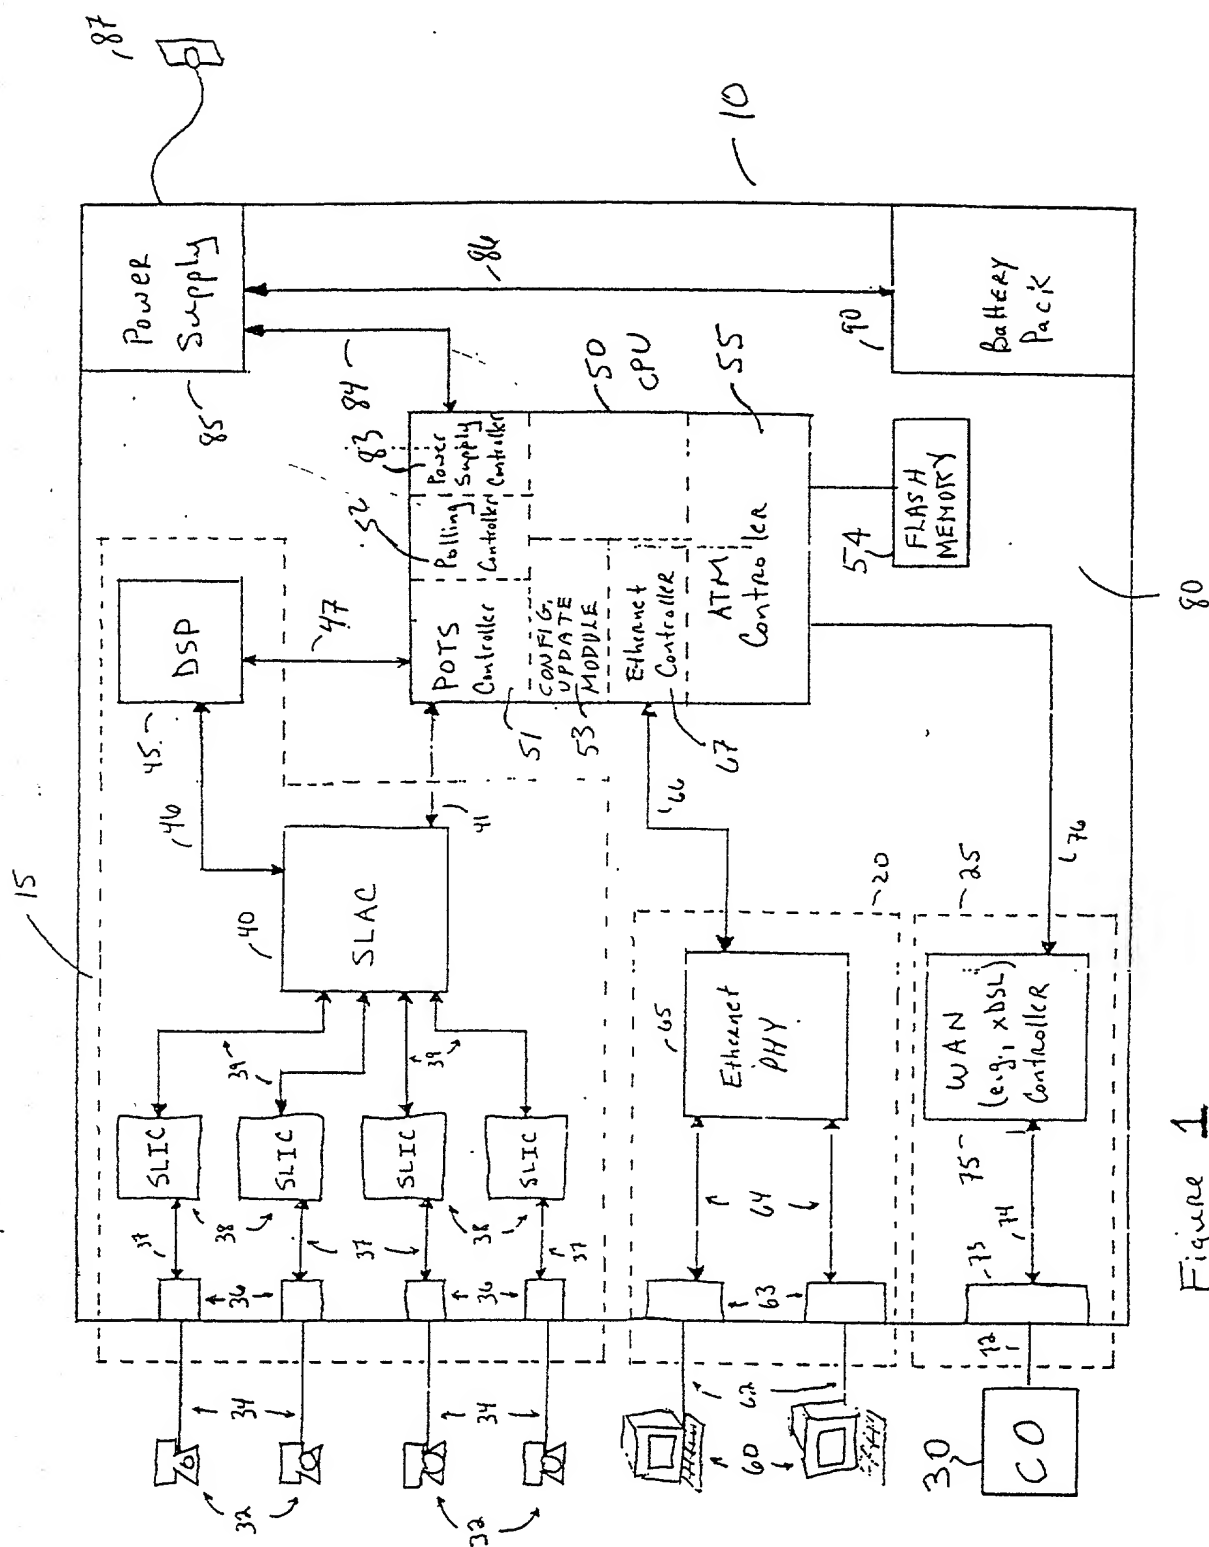 15
10
87
Power
Supply
85
86
84
83
Power
Supply
Controller
52
Polling
Controller
POTS
Controller
51
CONFIG,
UPDATE
MODULE
53
Ethernet
Controller
67
ATM
Controller
50
CPU
55
54
FLASH
MEMORY
90
Battery
Pack
80
DSP
45
47
46
SLAC
40
41
39
39
SLIC
SLIC
SLIC
SLIC
38
38
37
37
37
36
36
34
34
32
32
20
66
Ethernet
PHY
65
64
63
62
60
25
76
WAN
(e.g., xDSL)
Controller
75
74
73
72
CO
30
Figure 1